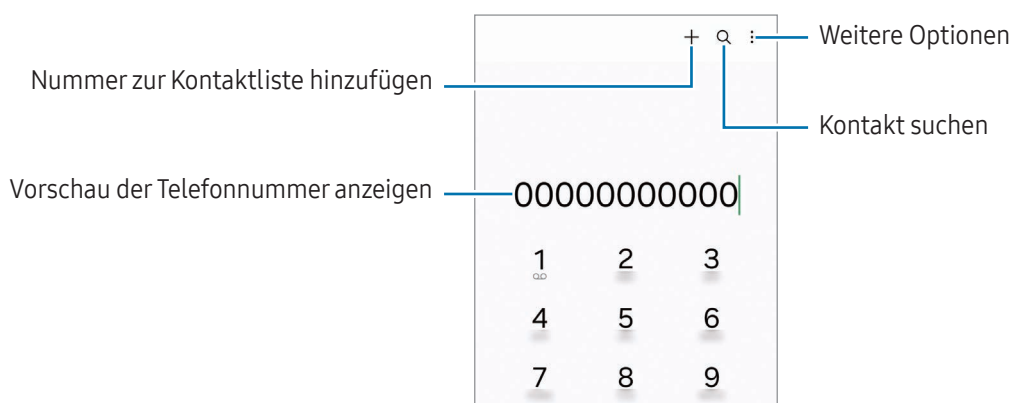 Weitere Optionen
Nummer zur Kontaktliste hinzufügen
Kontakt suchen
Vorschau der Telefonnummer anzeigen
00000000000
1 2 3
4 5 6
7 8 9